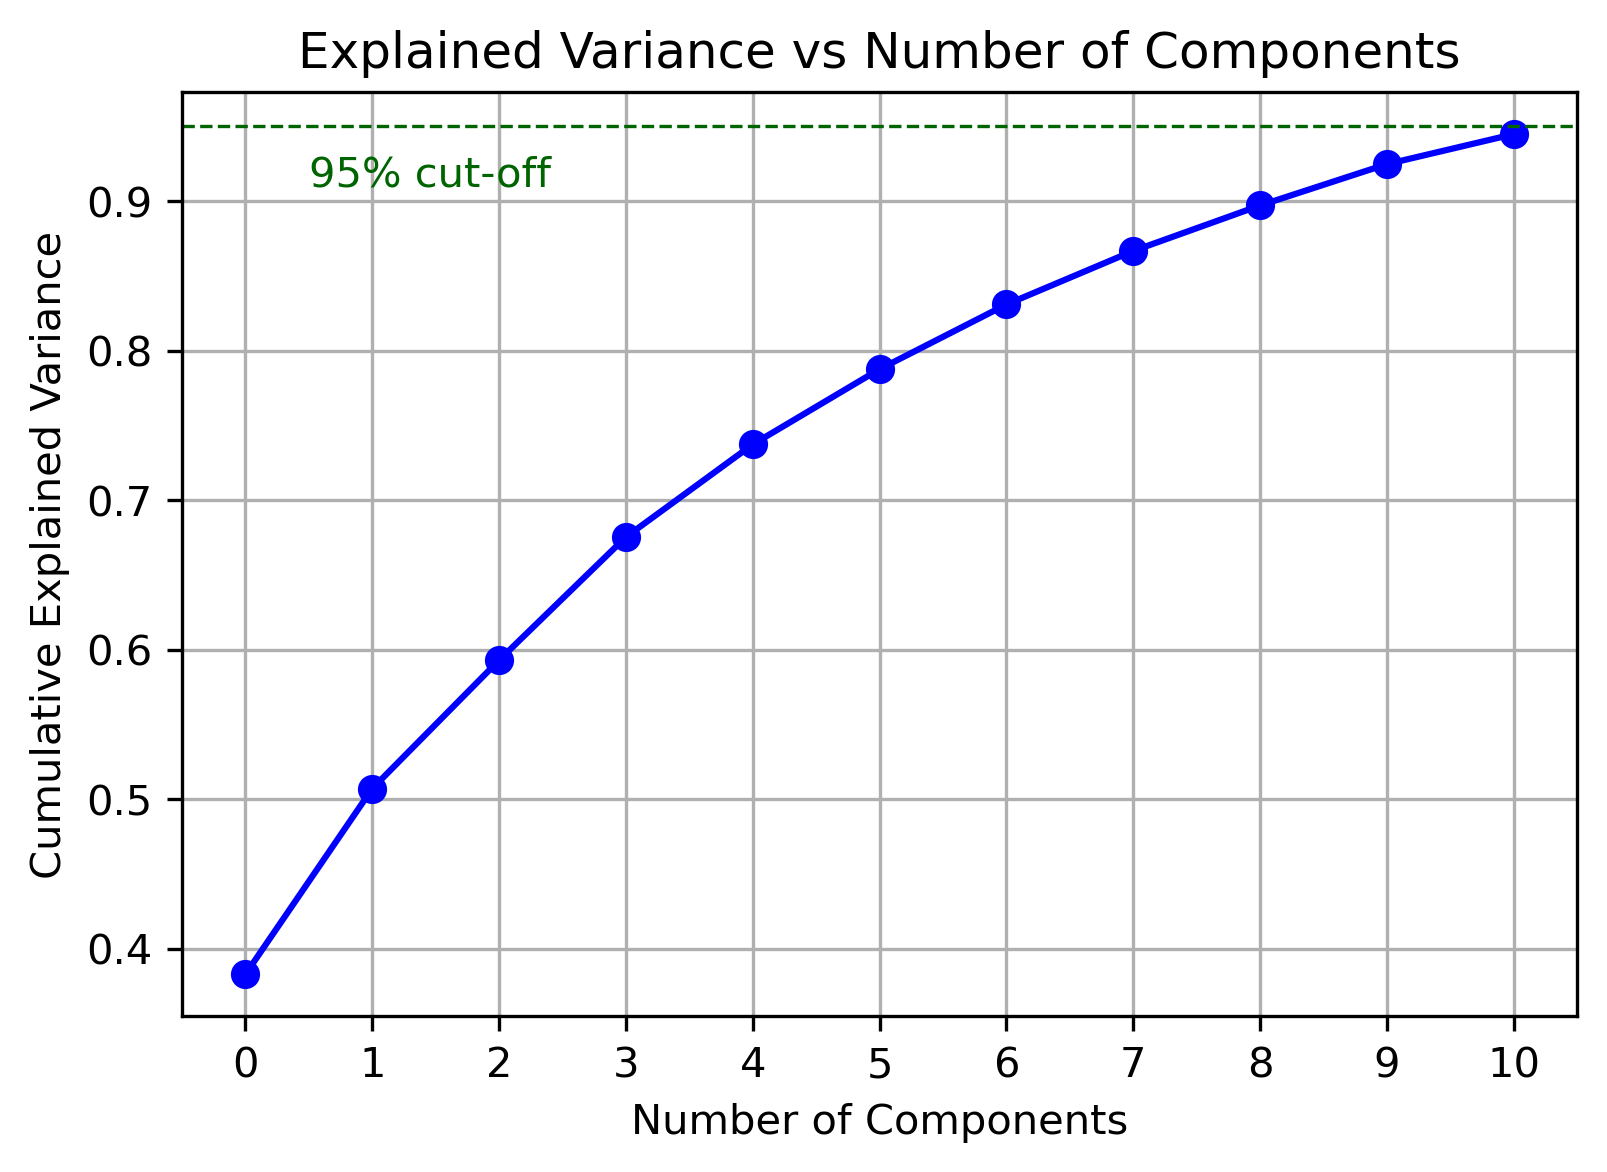 Explained Variance vs Number of Components
95% cut-off
0.9
0.8
0.7
0.6
0.5
0.4
Cumulative Explained Variance
0 1 2 3 4 5 6 7 8 9 10
Number of Components